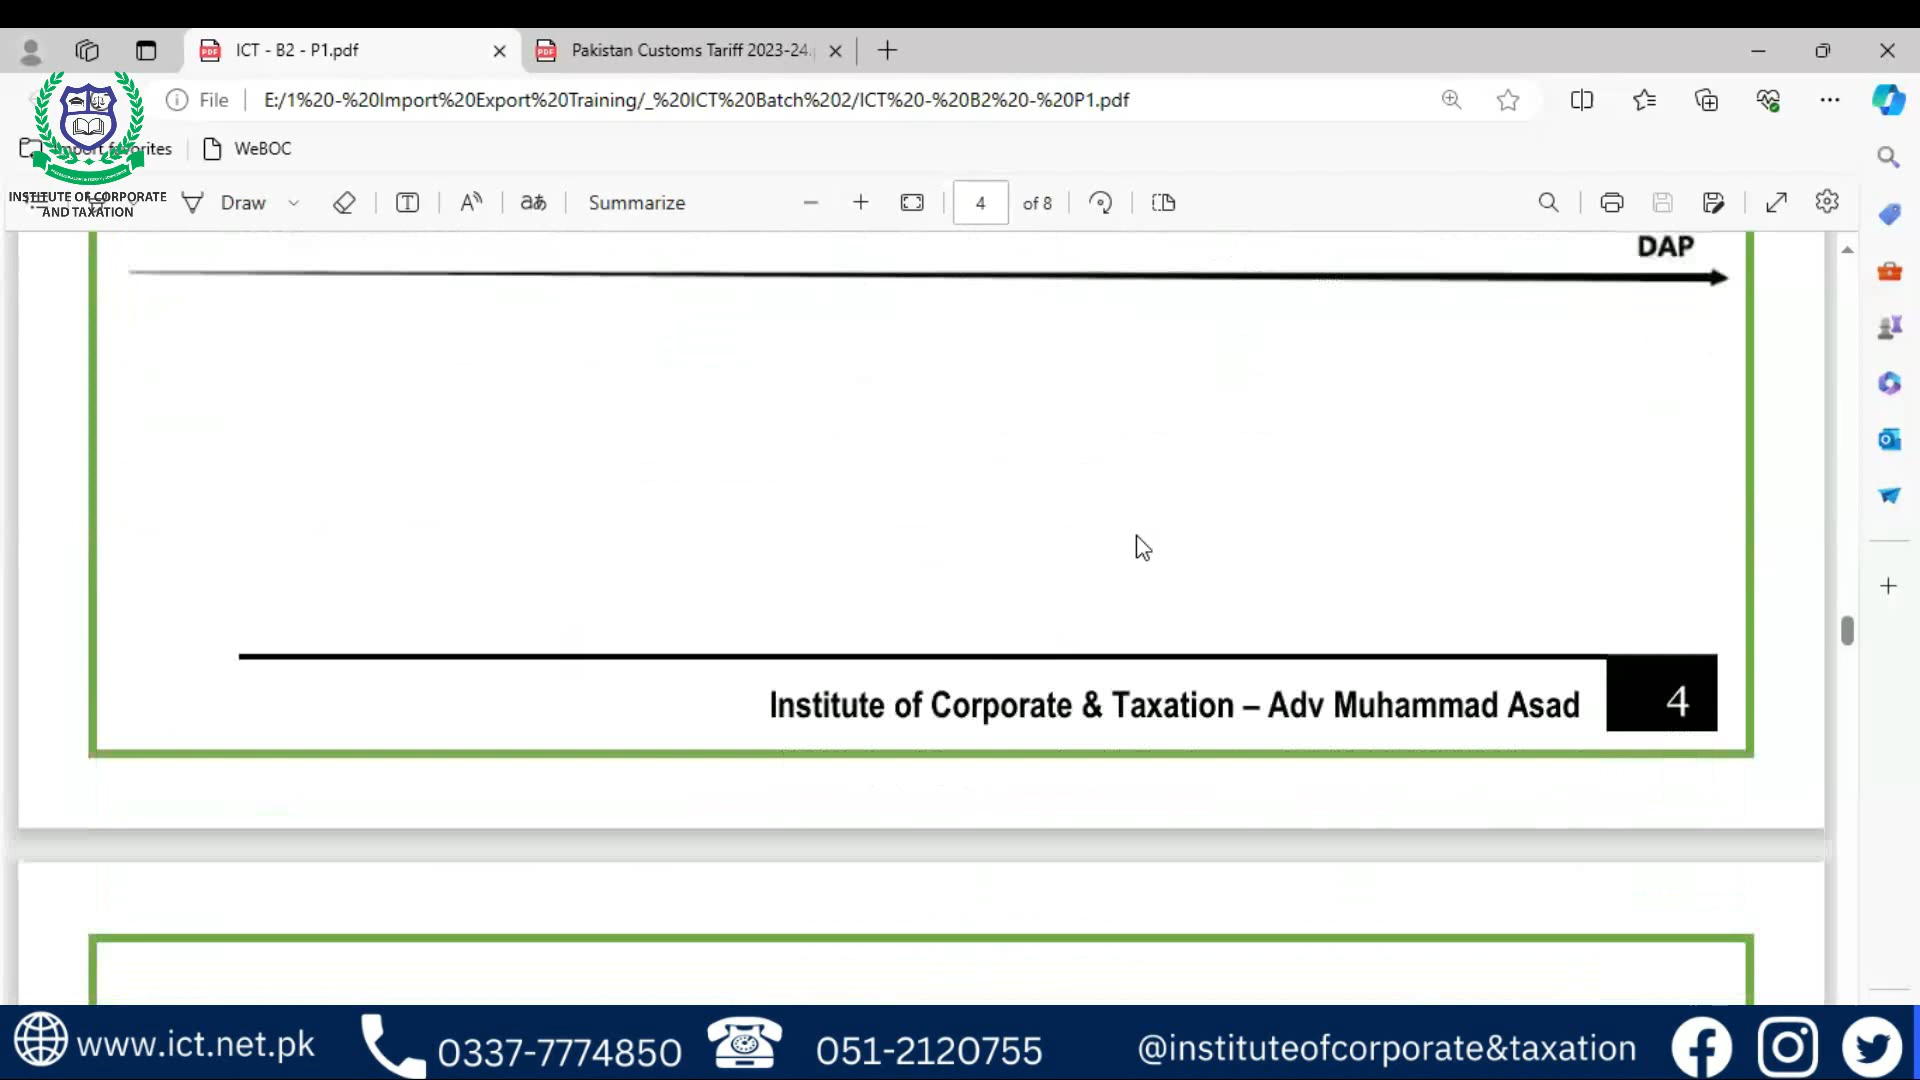 ICT - B2 - P1.pdf
Pakistan Customs Tariff 2023-24.
File
E:/1%20-%20Import%20Export%20Training/_%20ICT%20Batch%202/ICT%20-%20B2%20-%20P1.pdf
Import favorites
WeBOC
INSTITUTE OF CORPORATE
AND TAXATION
Draw
Summarize
4
of 8
DAP
Institute of Corporate & Taxation – Adv Muhammad Asad
4
www.ict.net.pk
0337-7774850
051-2120755
@instituteofcorporate&taxation